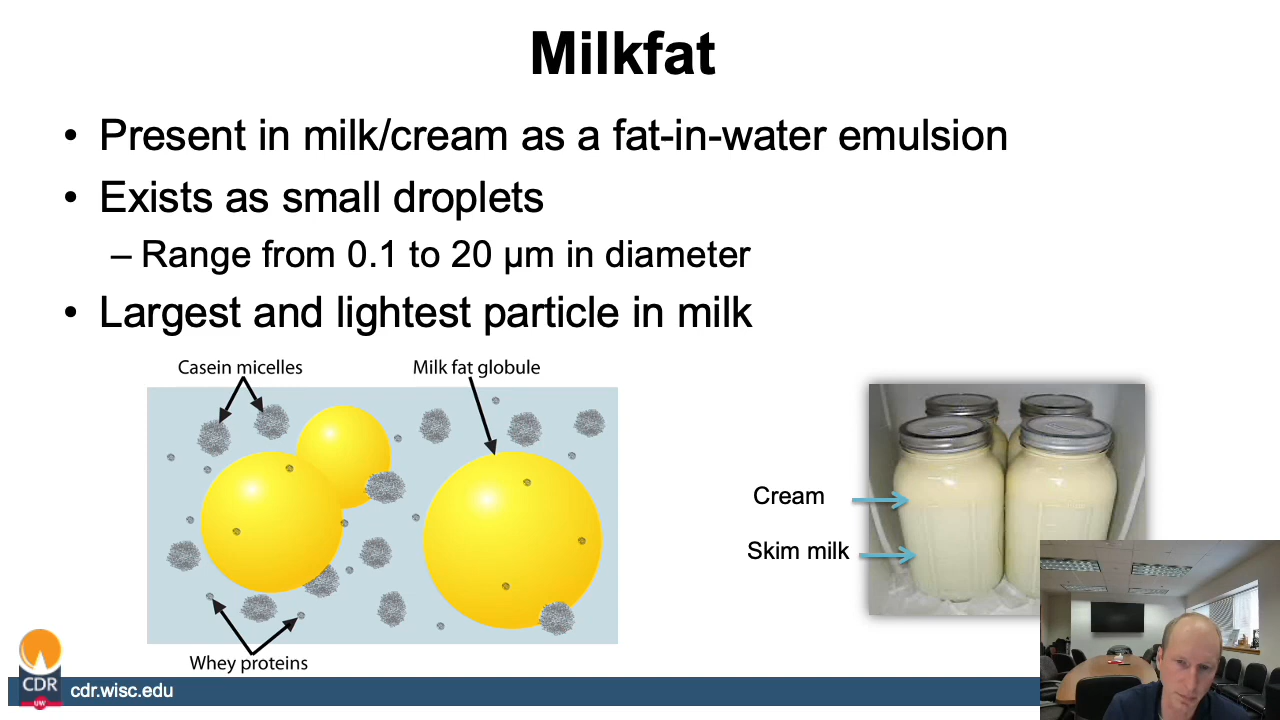 Milkfat
• Present in milk/cream as a fat-in-water emulsion
• Exists as small droplets
– Range from 0.1 to 20 µm in diameter
• Largest and lightest particle in milk
Casein micelles
Milk fat globule
Whey proteins
Cream
Skim milk
CDR
UW
cdr.wisc.edu